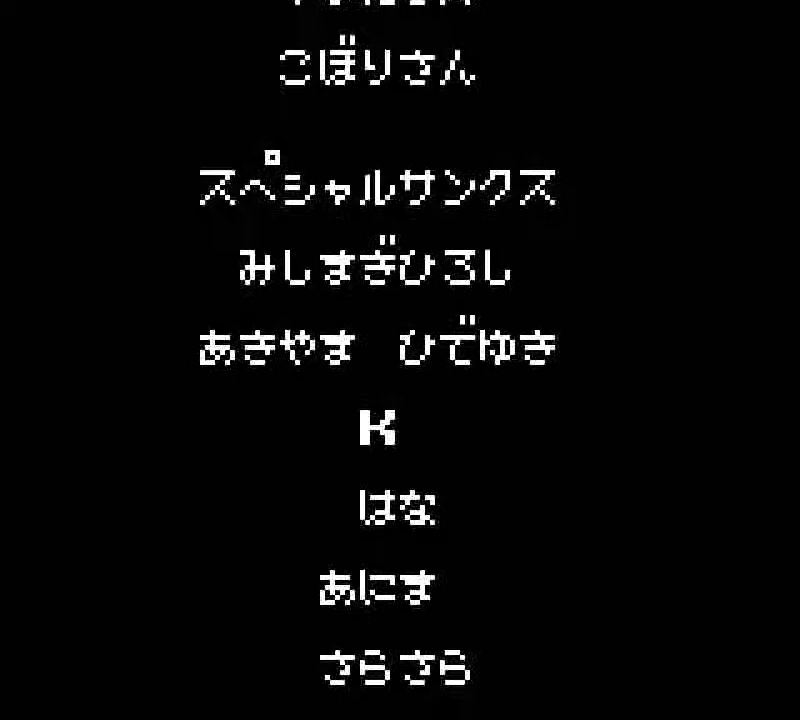 こぼりさん
スペシャルサンクス
みしまぎひろし
あきやま ひでゆき
K
はな
あにま
さらさら